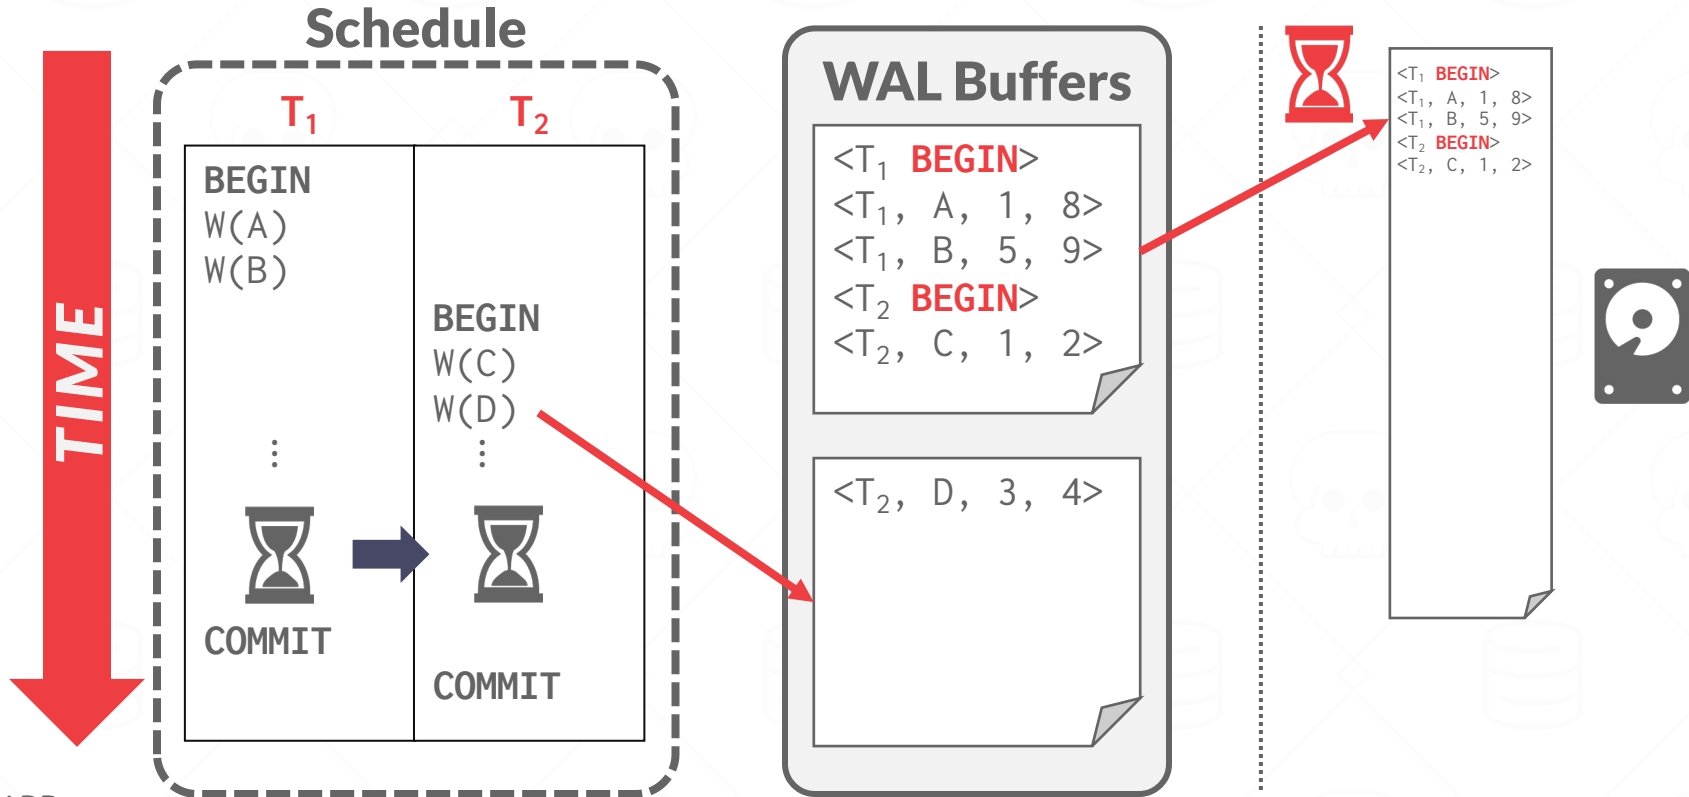 Schedule
TIME
T₁ T₂
BEGIN
W(A)
W(B)
BEGIN
W(C)
W(D)
⋮ ⋮
COMMIT
COMMIT
WAL Buffers
<T₁ BEGIN>
<T₁, A, 1, 8>
<T₁, B, 5, 9>
<T₂ BEGIN>
<T₂, C, 1, 2>
<T₂, D, 3, 4>
<T₁ BEGIN>
<T₁, A, 1, 8>
<T₁, B, 5, 9>
<T₂ BEGIN>
<T₂, C, 1, 2>